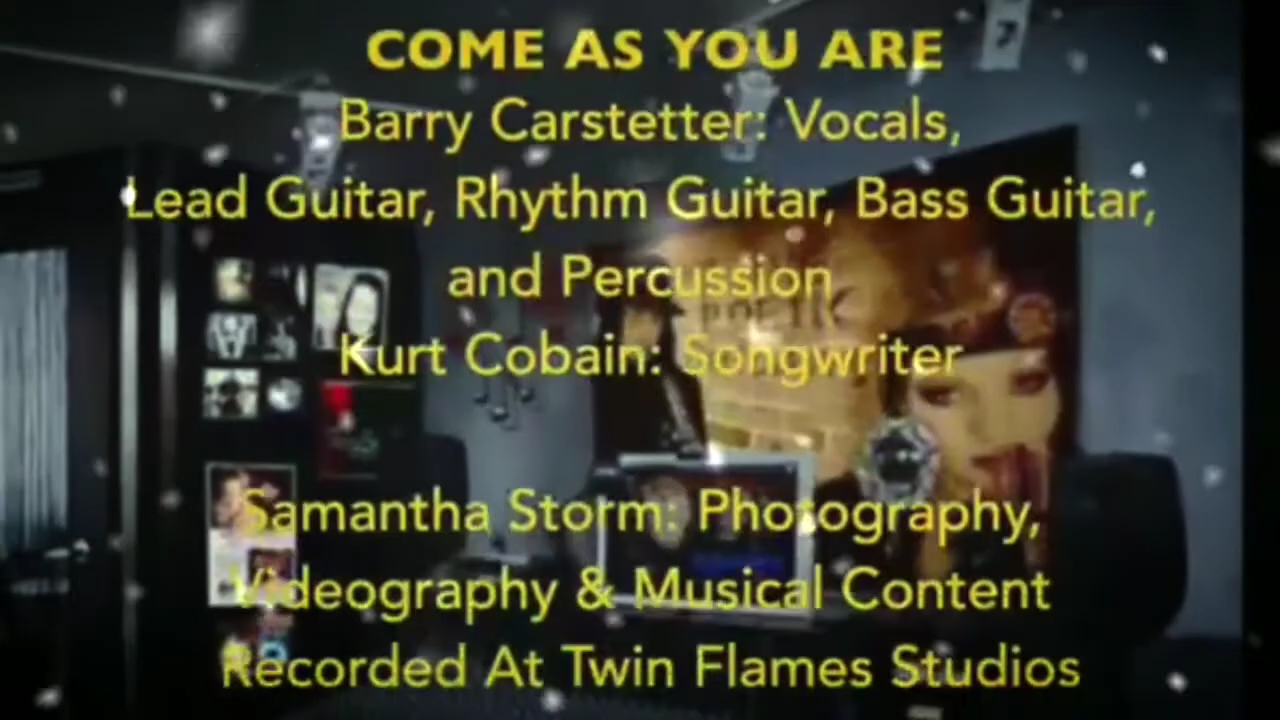 COME AS YOU ARE
Barry Carstetter: Vocals,
Lead Guitar, Rhythm Guitar, Bass Guitar,
and Percussion
Kurt Cobain: Songwriter
Samantha Storm: Photography,
Videography & Musical Content
Recorded At Twin Flames Studios